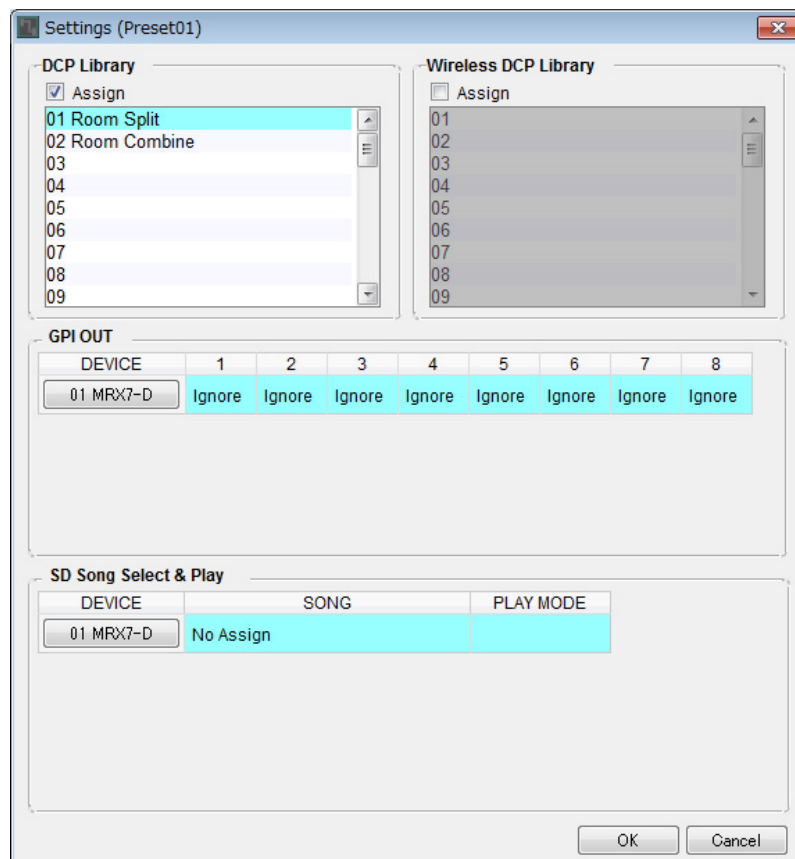 Settings (Preset01)
DCP Library
Assign
01 Room Split
02 Room Combine
03
04
05
06
07
08
09
Wireless DCP Library
Assign
01
02
03
04
05
06
07
08
09
GPI OUT
DEVICE 1 2 3 4 5 6 7 8
01 MRX7-D Ignore Ignore Ignore Ignore Ignore Ignore Ignore Ignore
SD Song Select & Play
DEVICE SONG PLAY MODE
01 MRX7-D No Assign
OK Cancel